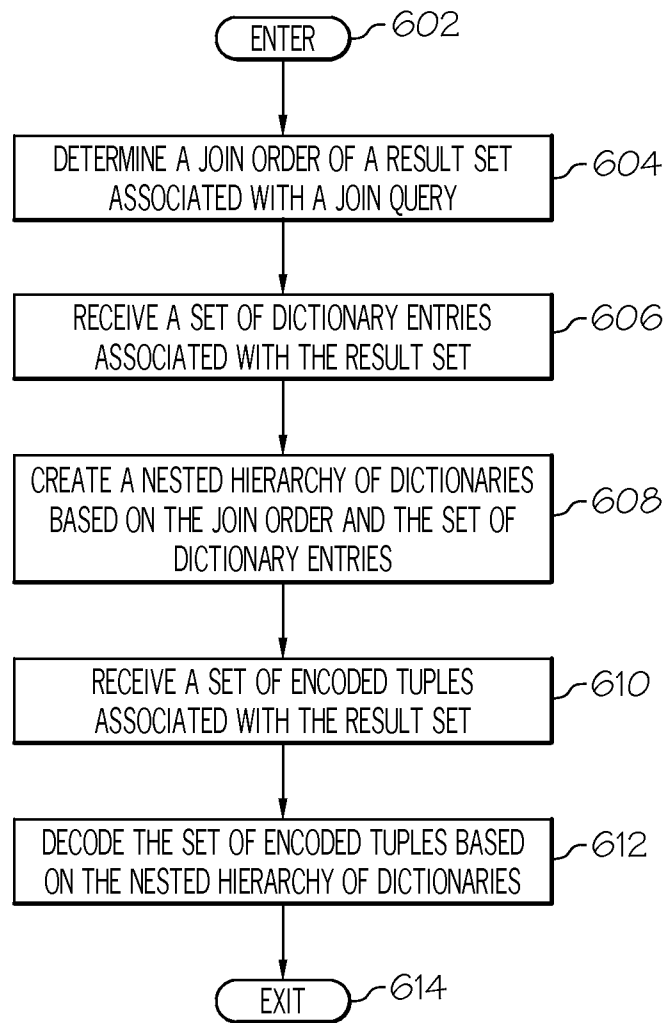 ENTER 602
DETERMINE A JOIN ORDER OF A RESULT SET
ASSOCIATED WITH A JOIN QUERY
604
RECEIVE A SET OF DICTIONARY ENTRIES
ASSOCIATED WITH THE RESULT SET
606
CREATE A NESTED HIERARCHY OF DICTIONARIES
BASED ON THE JOIN ORDER AND THE SET OF
DICTIONARY ENTRIES
608
RECEIVE A SET OF ENCODED TUPLES
ASSOCIATED WITH THE RESULT SET
610
DECODE THE SET OF ENCODED TUPLES BASED
ON THE NESTED HIERARCHY OF DICTIONARIES
612
EXIT 614